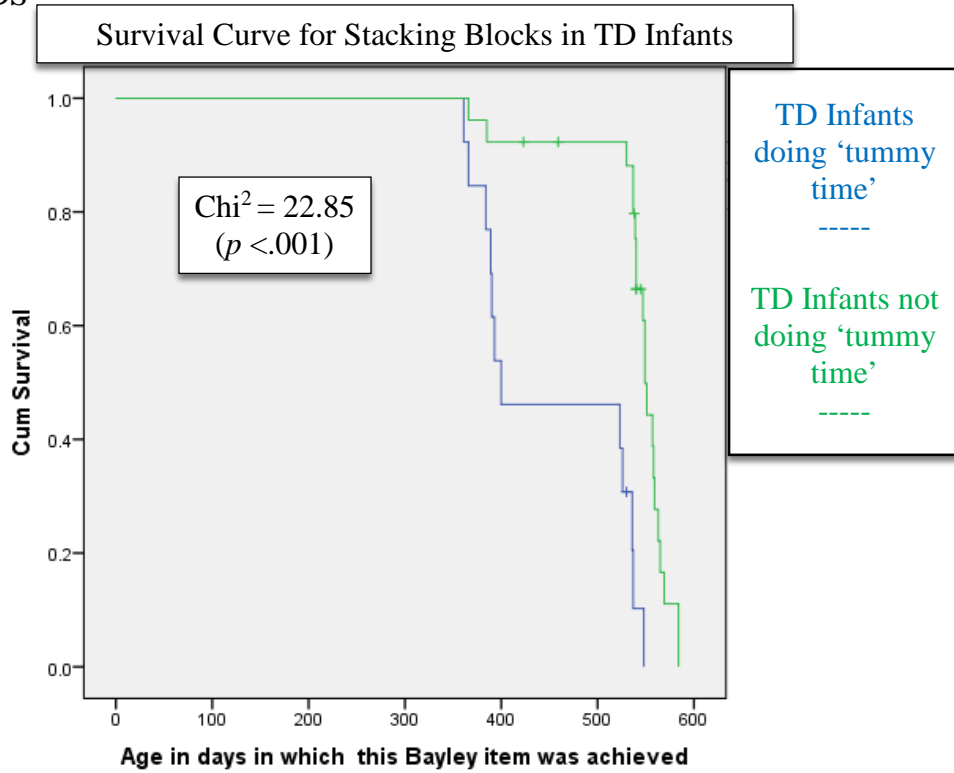 Survival Curve for Stacking Blocks in TD Infants
Chi² = 22.85
(p <.001)
TD Infants
doing ‘tummy
time’
-----
TD Infants not
doing ‘tummy
time’
-----
Cum Survival
1.0
0.8
0.6
0.4
0.2
0.0
0 100 200 300 400 500 600
Age in days in which this Bayley item was achieved